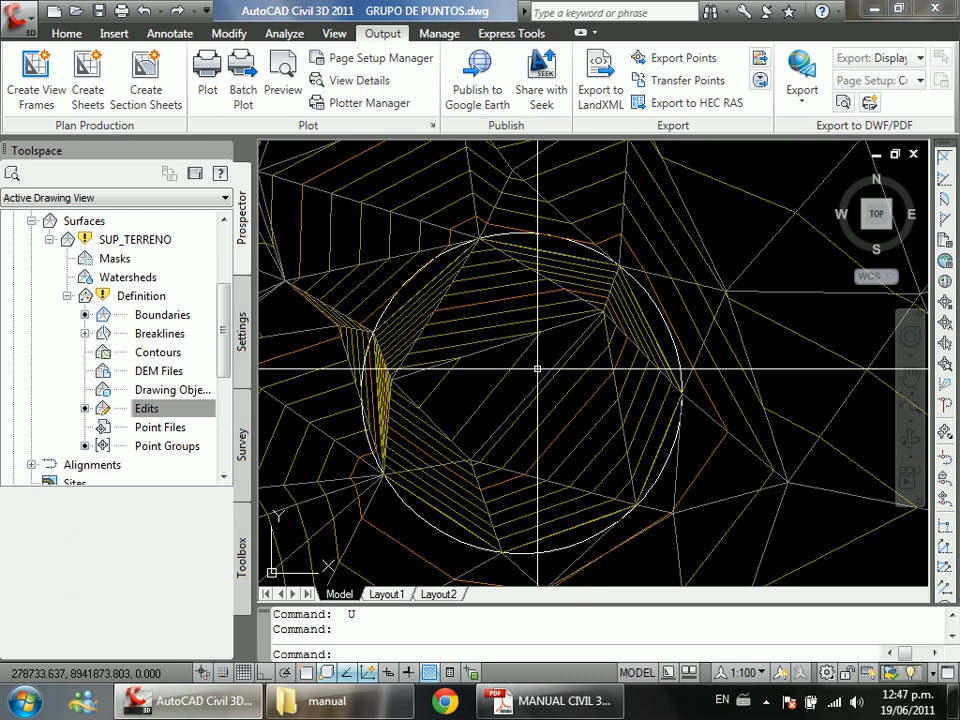 AutoCAD Civil 3D 2011    GRUPO DE PUNTOS.dwg
Type a keyword or phrase
3D
Home Insert Annotate Modify Analyze View Output Manage Express Tools
Create View Frames
Create Sheets
Create Section Sheets
Plan Production
Plot
Batch Plot
Preview
Page Setup Manager
View Details
Plotter Manager
Plot
Publish to Google Earth
Share with Seek
Publish
Export to LandXML
Export Points
Transfer Points
Export to HEC RAS
Export
Export
Export: Display
Page Setup: C
Export to DWF/PDF
Toolspace
Active Drawing View
Surfaces
SUP_TERRENO
Masks
Watersheds
Definition
Boundaries
Breaklines
Contours
DEM Files
Drawing Obje...
Edits
Point Files
Point Groups
Alignments
Sites
Prospector
Settings
Survey
Toolbox
N
W TOP E
S
WCS
Y
X
Model Layout1 Layout2
Command:  U
Command:
Command:
278733.637, 8941873.803, 0.000
MODEL
1:100
AutoCAD Civil 3D...
manual
MANUAL CIVIL 3...
EN
12:47 p.m.
19/06/2011